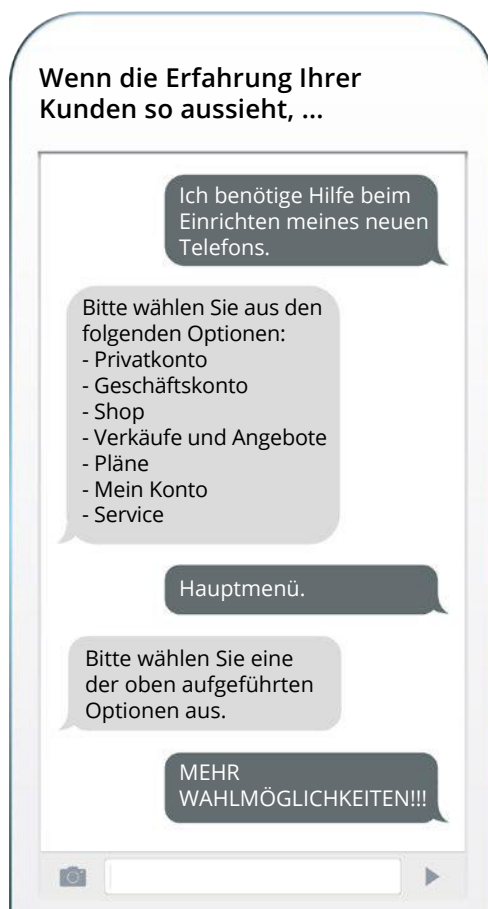 Wenn die Erfahrung Ihrer
Kunden so aussieht, ...
Ich benötige Hilfe beim
Einrichten meines neuen
Telefons.
Bitte wählen Sie aus den
folgenden Optionen:
- Privatkonto
- Geschäftskonto
- Shop
- Verkäufe und Angebote
- Pläne
- Mein Konto
- Service
Hauptmenü.
Bitte wählen Sie eine
der oben aufgeführten
Optionen aus.
MEHR
WAHLMÖGLICHKEITEN!!!